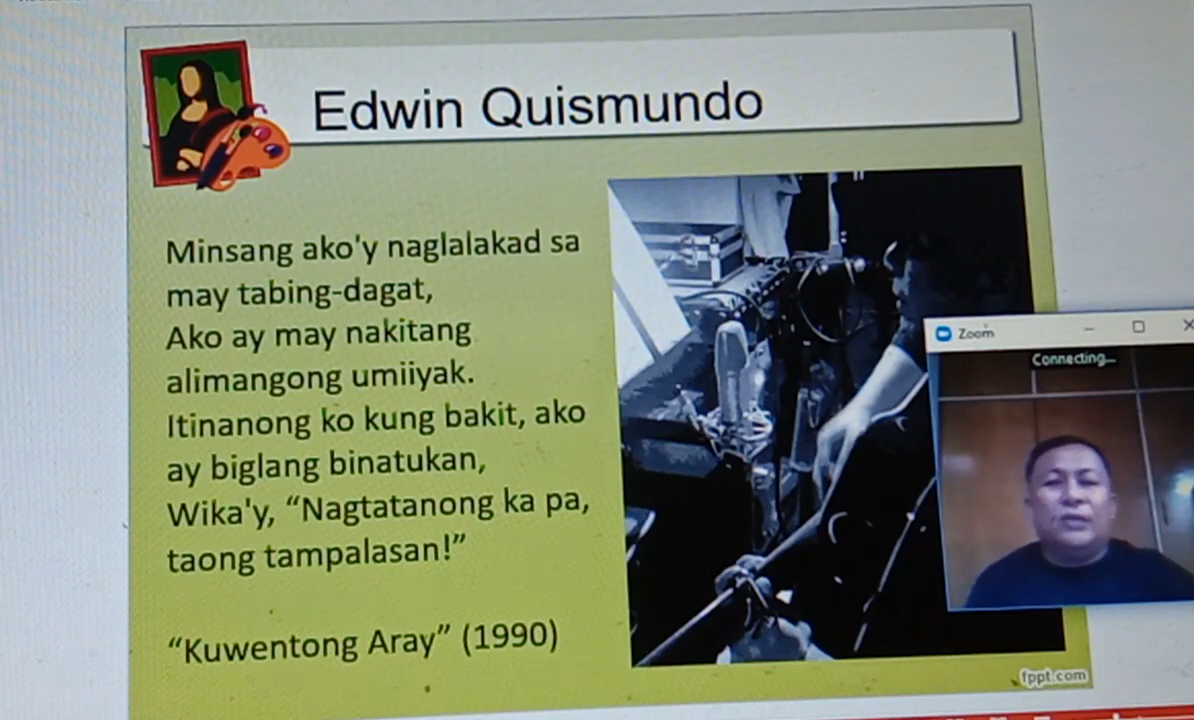 Edwin Quismundo
Minsang ako'y naglalakad sa
may tabing-dagat,
Ako ay may nakitang
alimangong umiiyak.
Itinanong ko kung bakit, ako
ay biglang binatukan,
Wika'y, “Nagtatanong ka pa,
taong tampalasan!”
“Kuwentong Aray” (1990)
Zoom
Connecting...
fppt.com